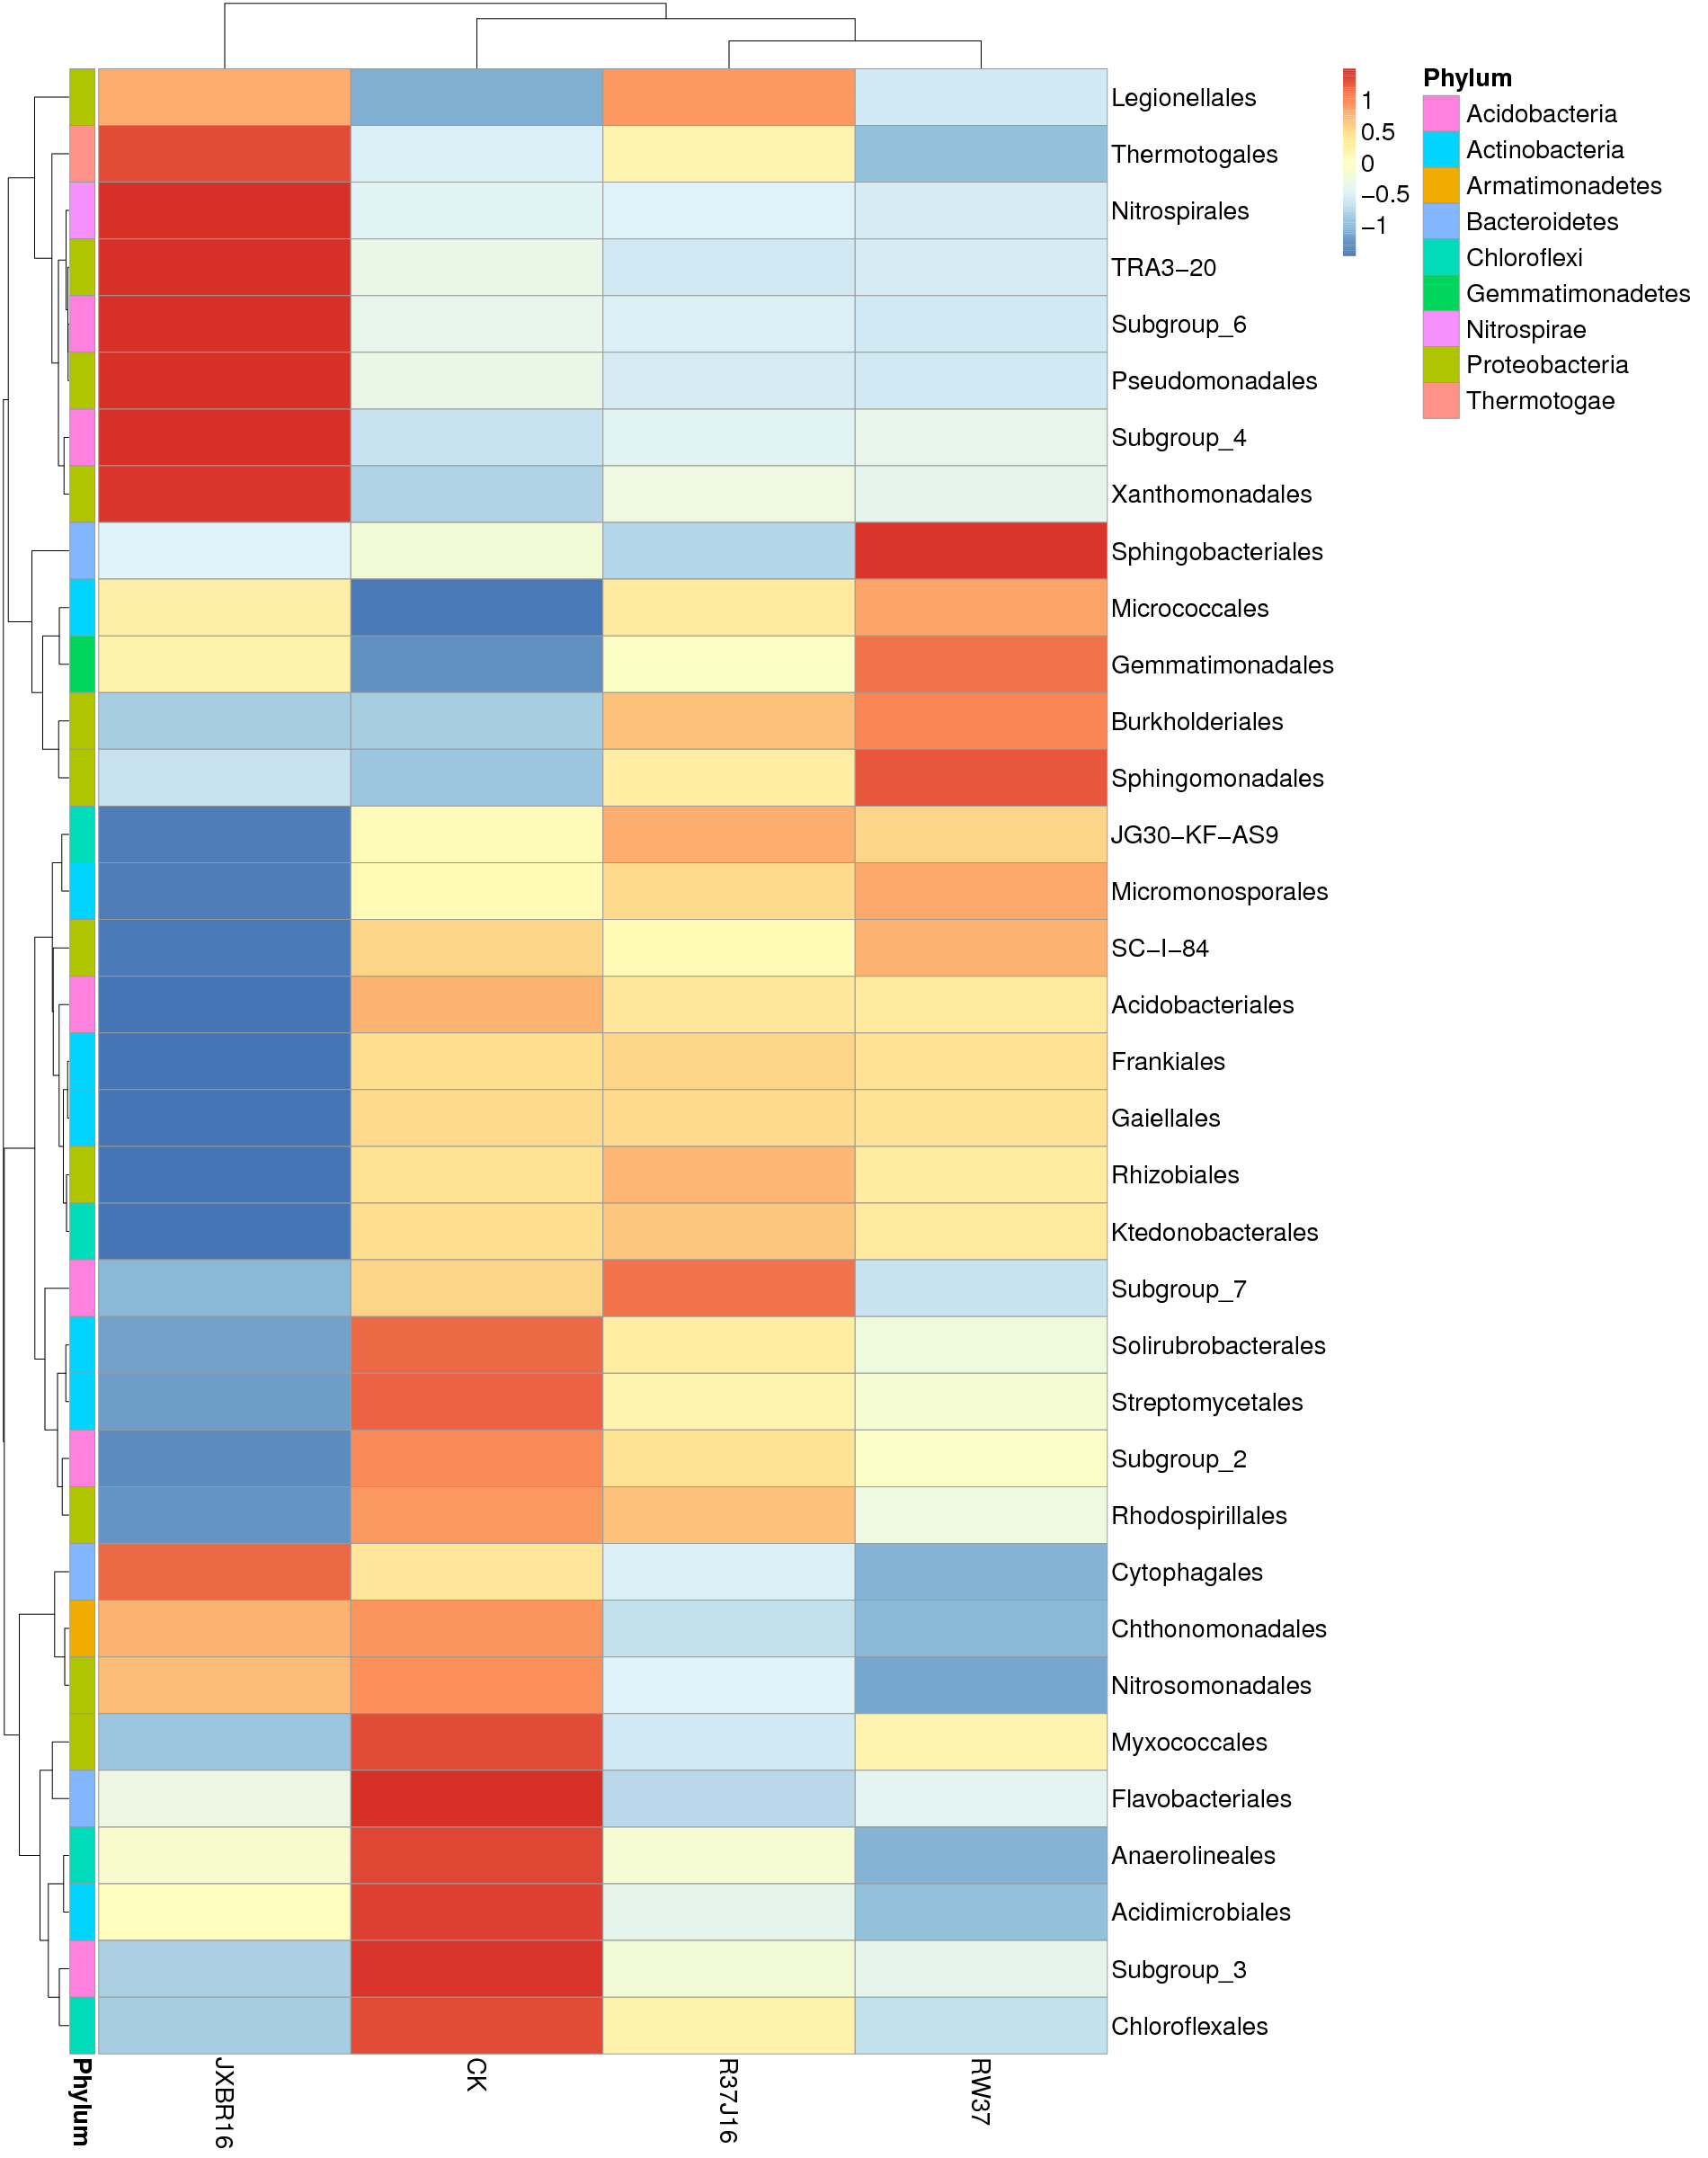 Legionellales
Thermotogales
Nitrospirales
TRA3−20
Subgroup_6
Pseudomonadales
Subgroup_4
Xanthomonadales
Sphingobacteriales
Micrococcales
Gemmatimonadales
Burkholderiales
Sphingomonadales
JG30−KF−AS9
Micromonosporales
SC−I−84
Acidobacteriales
Frankiales
Gaiellales
Rhizobiales
Ktedonobacterales
Subgroup_7
Solirubrobacterales
Streptomycetales
Subgroup_2
Rhodospirillales
Cytophagales
Chthonomonadales
Nitrosomonadales
Myxococcales
Flavobacteriales
Anaerolineales
Acidimicrobiales
Subgroup_3
Chloroflexales
Phylum
JXBR16
CK
R37J16
RW37
1
0.5
0
−0.5
−1
Phylum
Acidobacteria
Actinobacteria
Armatimonadetes
Bacteroidetes
Chloroflexi
Gemmatimonadetes
Nitrospirae
Proteobacteria
Thermotogae